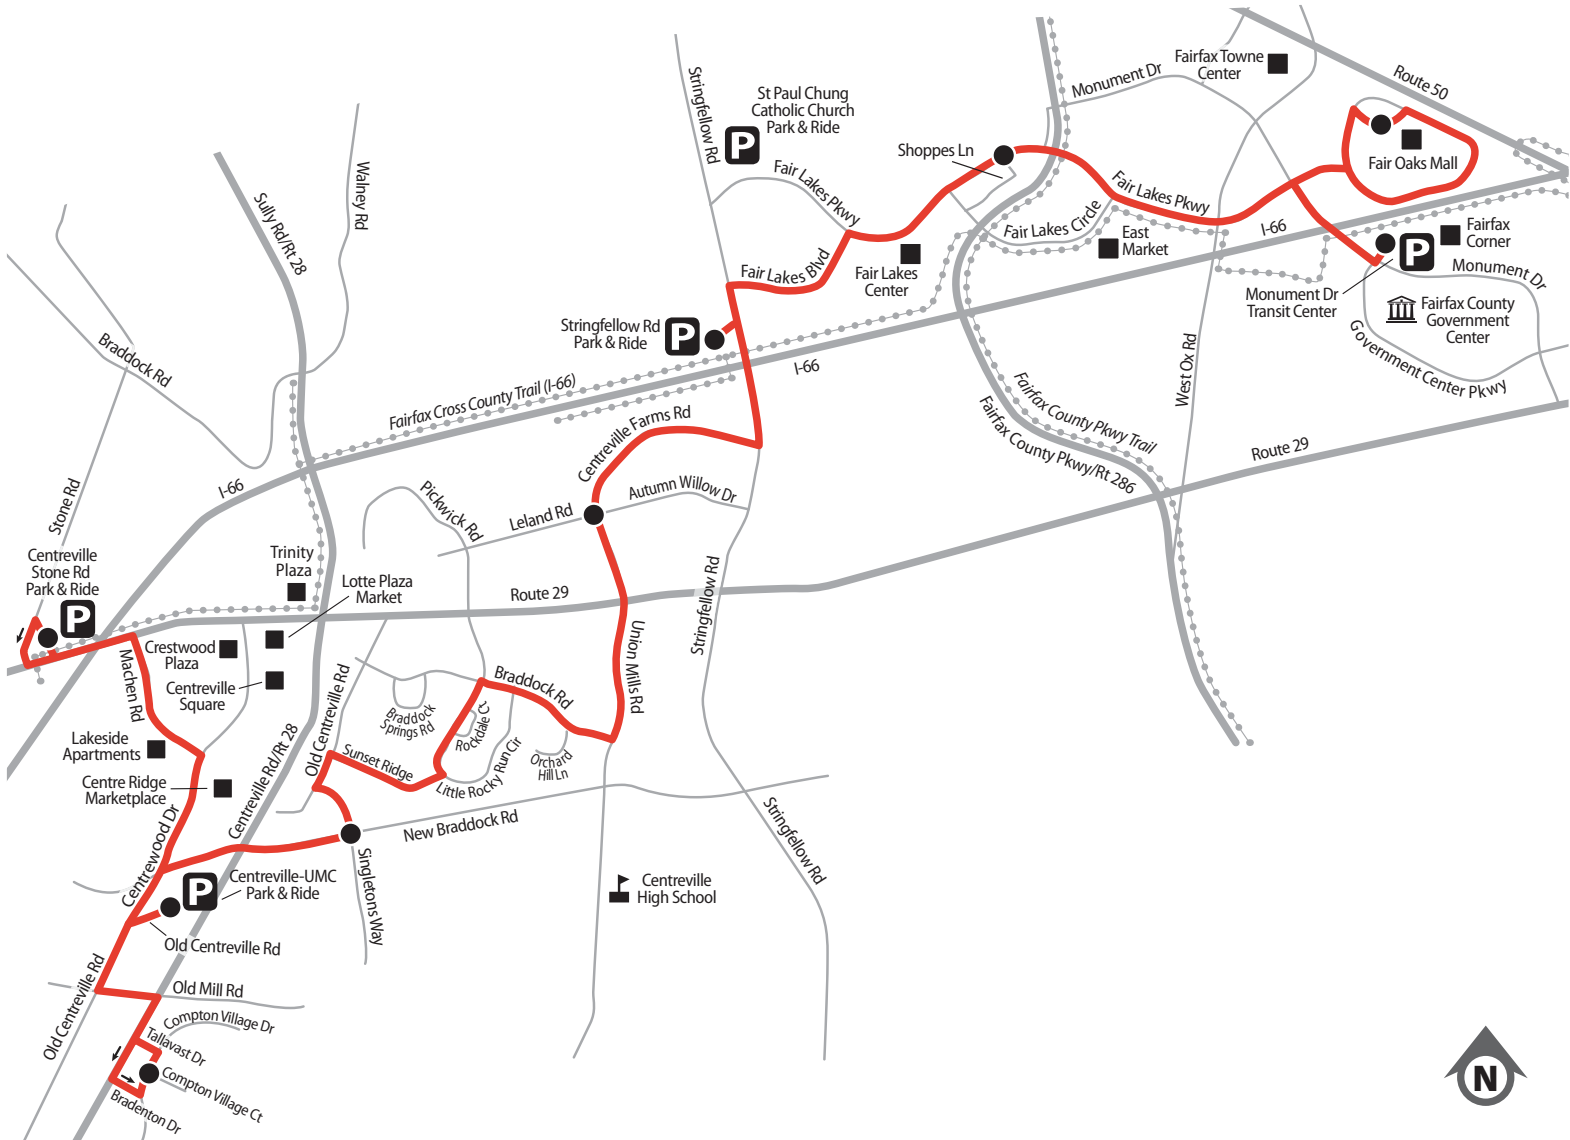 Route 50
Fairfax Towne
Center
Monument Dr
Stringfellow Rd
St Paul Chung
Catholic Church
Park & Ride
P
Shoppes Ln
Fair Oaks Mall
Fair Lakes Pkwy
Fair Lakes Pkwy
Walney Rd
Sully Rd/Rt 28
Fair Lakes Circle
East
Market
I-66
Fairfax
Corner
P
Monument Dr
Fair Lakes Blvd
Fair Lakes
Center
Monument Dr
Transit Center
Fairfax County
Government
Center
Government Center Pkwy
Stringfellow Rd
Park & Ride
P
Braddock Rd
I-66
West Ox Rd
Fairfax Cross County Trail (I-66)
Fairfax County Pkwy Trail
Fairfax County Pkwy/Rt 286
Centreville Farms Rd
Route 29
I-66
Stone Rd
Pickwick Rd
Autumn Willow Dr
Leland Rd
Centreville
Stone Rd
Park & Ride
P
Trinity
Plaza
Lotte Plaza
Market
Route 29
Stringfellow Rd
Crestwood
Plaza
Machen Rd
Union Mills Rd
Centreville
Square
Braddock Rd
Braddock
Springs Rd
Rockdale Ct
Old Centreville Rd
Lakeside
Apartments
Sunset Ridge
Little Rocky Run Cir
Orchard
Hill Ln
Centre Ridge
Marketplace
Centreville Rd/Rt 28
Centrewood Dr
New Braddock Rd
Stringfellow Rd
Singletons Way
P
Centreville-UMC
Park & Ride
Centreville
High School
Old Centreville Rd
Old Centreville Rd
Old Mill Rd
Compton Village Dr
Tallavast Dr
Compton Village Ct
Bradenton Dr
N